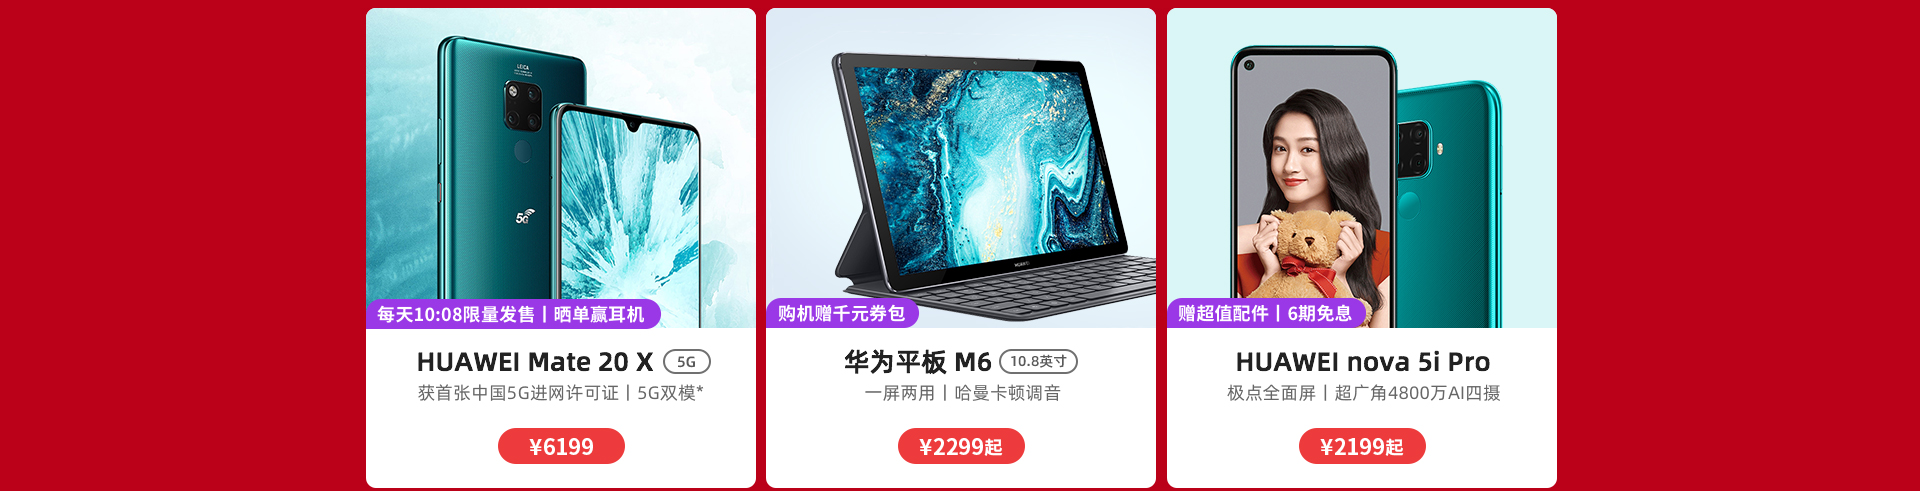 LEICA
5G
每天10:08限量发售丨晒单赢耳机
HUAWEI Mate 20 X 5G
获首张中国5G进网许可证丨5G双模*
¥6199
HUAWEI
购机赠千元券包
华为平板 M6 10.8英寸
一屏两用丨哈曼卡顿调音
¥2299起
赠超值配件丨6期免息
HUAWEI nova 5i Pro
极点全面屏丨超广角4800万AI四摄
¥2199起